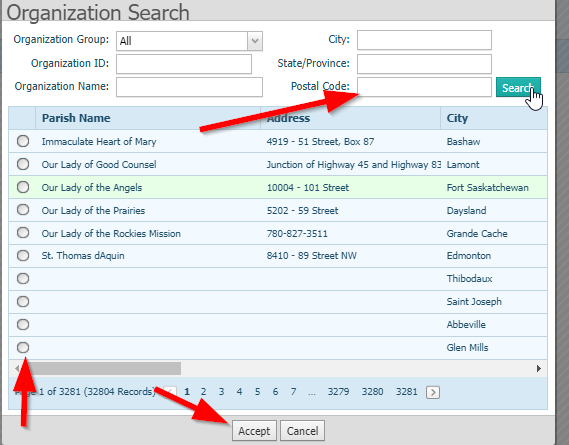 Organization Search
Organization Group: All City:
Organization ID: State/Province:
Organization Name: Postal Code: Search
Parish Name Address City
Immaculate Heart of Mary 4919 - 51 Street, Box 87 Bashaw
Our Lady of Good Counsel Junction of Highway 45 and Highway 83 Lamont
Our Lady of the Angels 10004 - 101 Street Fort Saskatchewan
Our Lady of the Prairies 5202 - 59 Street Daysland
Our Lady of the Rockies Mission 780-827-3511 Grande Cache
St. Thomas dAquin 8410 - 89 Street NW Edmonton
Thibodaux
Saint Joseph
Abbeville
Glen Mills
Page 1 of 3281 (32804 Records) 1 2 3 4 5 6 7 ... 3279 3280 3281
Accept Cancel